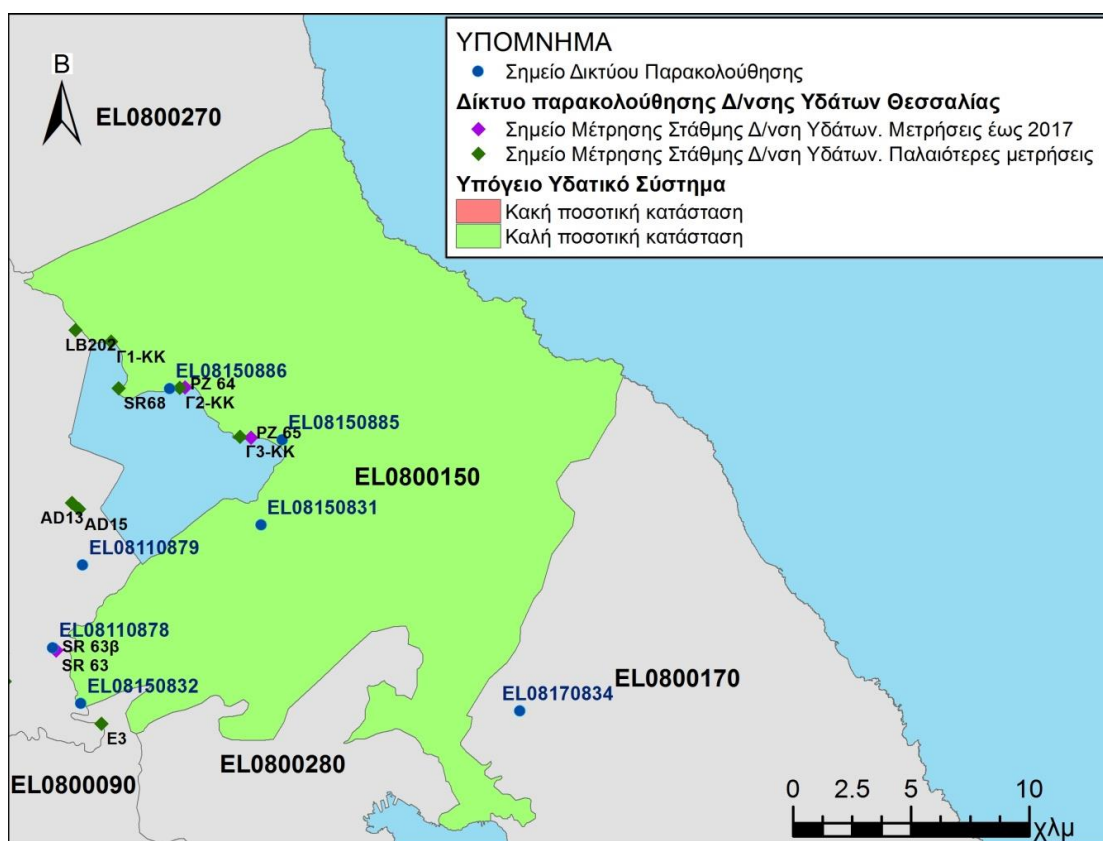 ΥΠΟΜΝΗΜΑ
Σημείο Δικτύου Παρακολούθησης
Δίκτυο παρακολούθησης Δ/νσης Υδάτων Θεσσαλίας
Σημείο Μέτρησης Στάθμης Δ/νση Υδάτων. Μετρήσεις έως 2017
Σημείο Μέτρησης Στάθμης Δ/νση Υδάτων. Παλαιότερες μετρήσεις
Υπόγειο Υδατικό Σύστημα
Κακή ποσοτική κατάσταση
Καλή ποσοτική κατάσταση
Β
EL0800270
LB202
Γ1-ΚΚ
EL08150886
PZ 64
SR68
Γ2-ΚΚ
EL08150885
PZ 65
Γ3-ΚΚ
EL0800150
EL08150831
AD13
AD15
EL08110879
EL08110878
SR 63β
SR 63
EL08150832
E3
EL0800170
EL08170834
EL0800280
EL0800090
0 2.5 5 10
χλμ